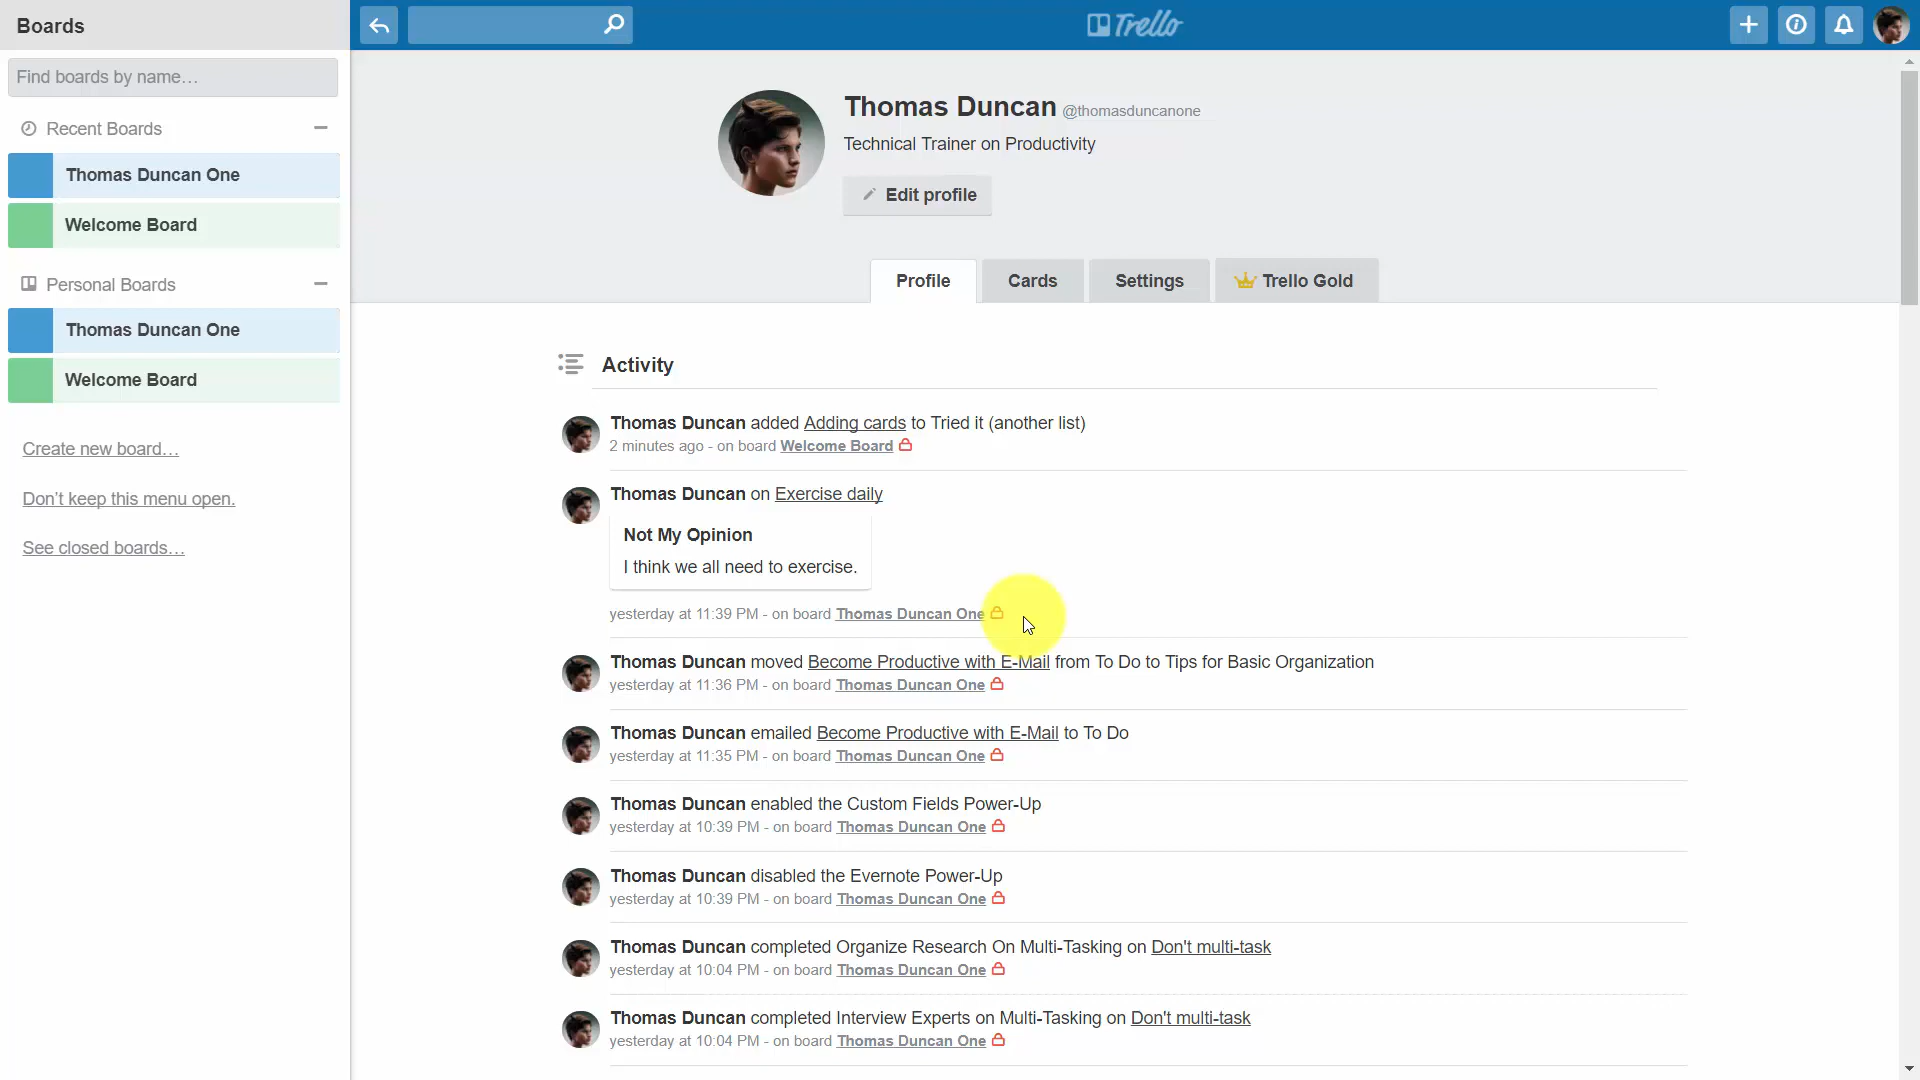 Boards
Find boards by name…
Recent Boards
Thomas Duncan One
Welcome Board
Personal Boards
Thomas Duncan One
Welcome Board
Create new board…
Don't keep this menu open.
See closed boards…
Trello
Thomas Duncan @thomasduncanone
Technical Trainer on Productivity
Edit profile
Profile Cards Settings Trello Gold
Activity
Thomas Duncan added Adding cards to Tried it (another list)
2 minutes ago - on board Welcome Board
Thomas Duncan on Exercise daily
Not My Opinion
I think we all need to exercise.
yesterday at 11:39 PM - on board Thomas Duncan One
Thomas Duncan moved Become Productive with E-Mail from To Do to Tips for Basic Organization
yesterday at 11:36 PM - on board Thomas Duncan One
Thomas Duncan emailed Become Productive with E-Mail to To Do
yesterday at 11:35 PM - on board Thomas Duncan One
Thomas Duncan enabled the Custom Fields Power-Up
yesterday at 10:39 PM - on board Thomas Duncan One
Thomas Duncan disabled the Evernote Power-Up
yesterday at 10:39 PM - on board Thomas Duncan One
Thomas Duncan completed Organize Research On Multi-Tasking on Don't multi-task
yesterday at 10:04 PM - on board Thomas Duncan One
Thomas Duncan completed Interview Experts on Multi-Tasking on Don't multi-task
yesterday at 10:04 PM - on board Thomas Duncan One